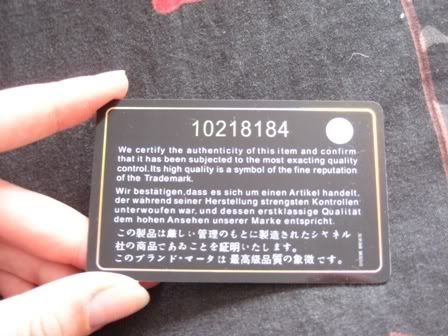 10218184
We certify the authenticity of this item and confirm
that it has been subjected to the most exacting quality
control.Its high quality is a symbol of the fine reputation
of the Trademark.
Wir bestätigen,dass es sich um einen Artikel handelt,
der während seiner Herstellung strengsten Kontrollen
unterwoufen war, und dessen erstklassige Qualität
dem hohen Ansehen unserer Marke entspricht.
この製品は厳しい管理のもとに製造されたシャネル
社の商品であることを証明いたします。
このブランド・マータは最高級品質の象徴です。